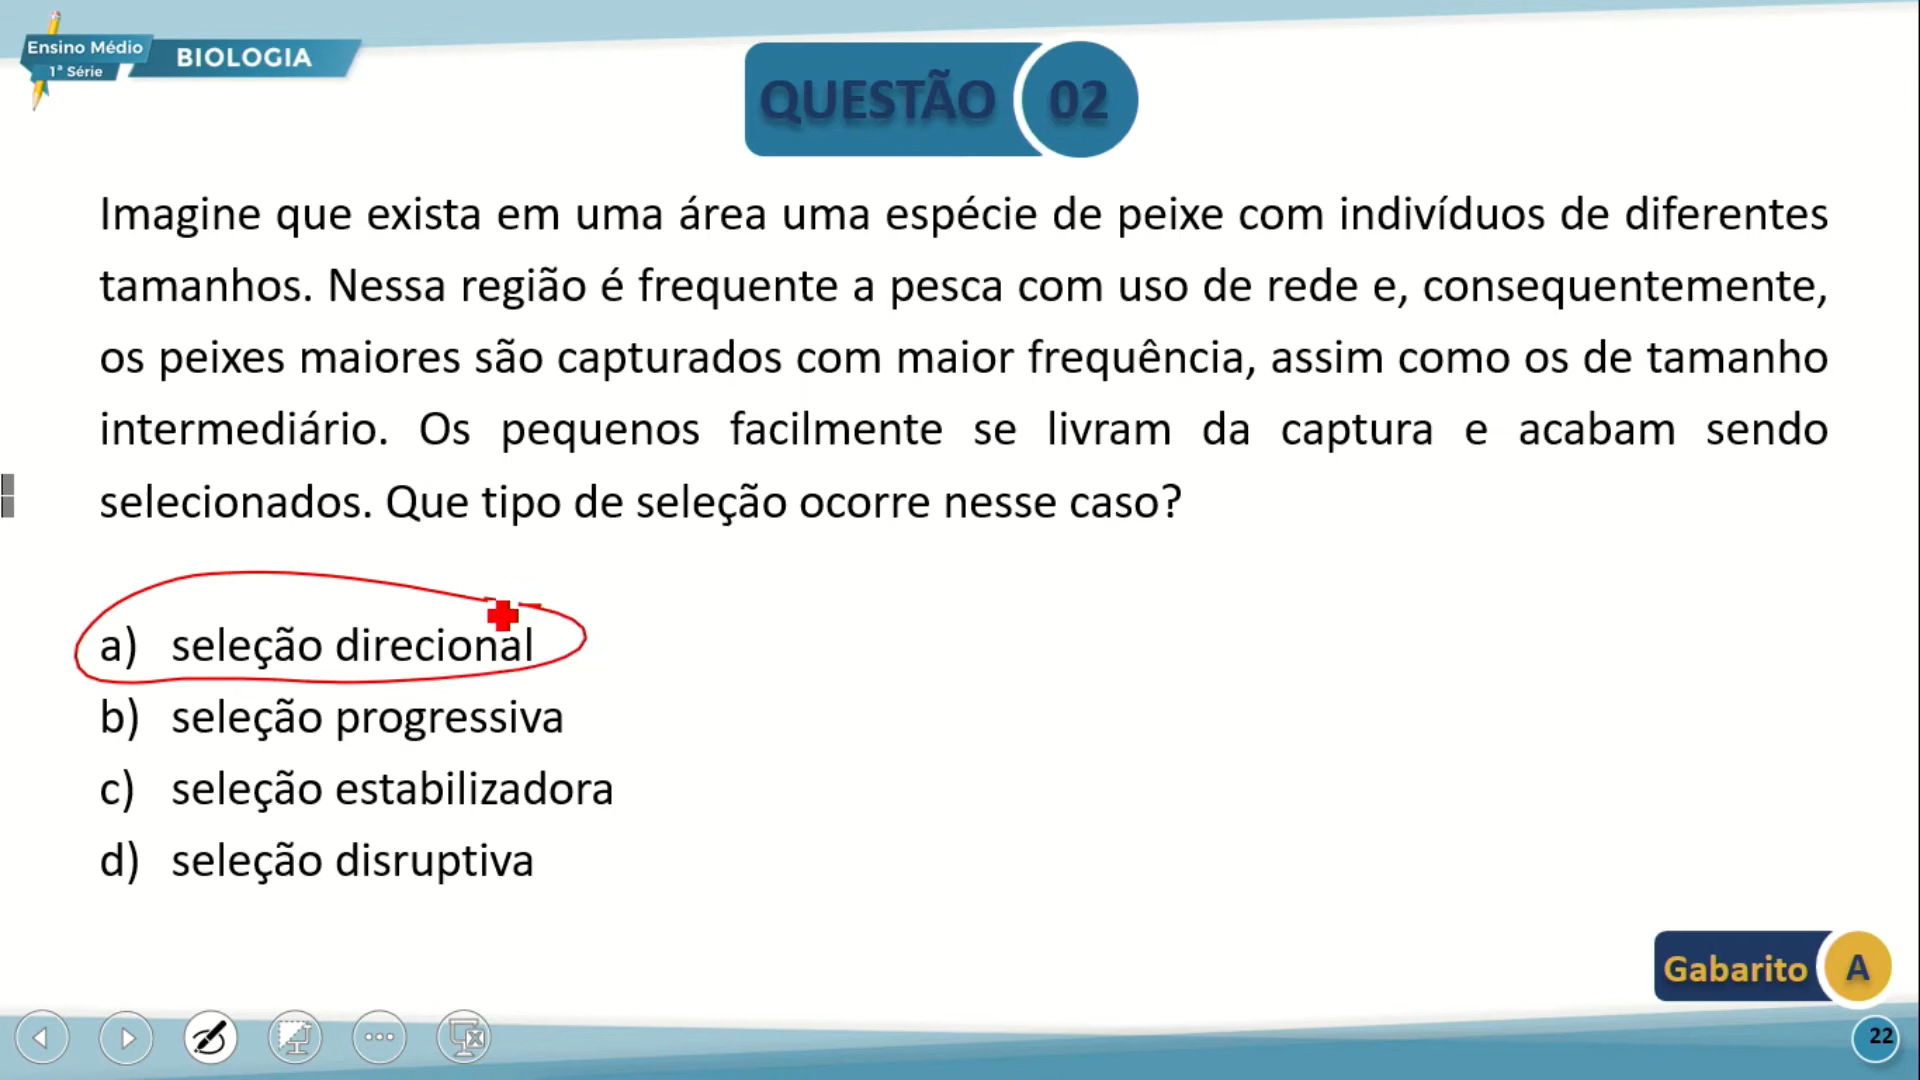 Ensino Médio
1ª Série
BIOLOGIA
QUESTÃO 02
Imagine que exista em uma área uma espécie de peixe com indivíduos de diferentes
tamanhos. Nessa região é frequente a pesca com uso de rede e, consequentemente,
os peixes maiores são capturados com maior frequência, assim como os de tamanho
intermediário. Os pequenos facilmente se livram da captura e acabam sendo
selecionados. Que tipo de seleção ocorre nesse caso?
a) seleção direcional
b) seleção progressiva
c) seleção estabilizadora
d) seleção disruptiva
Gabarito A
22